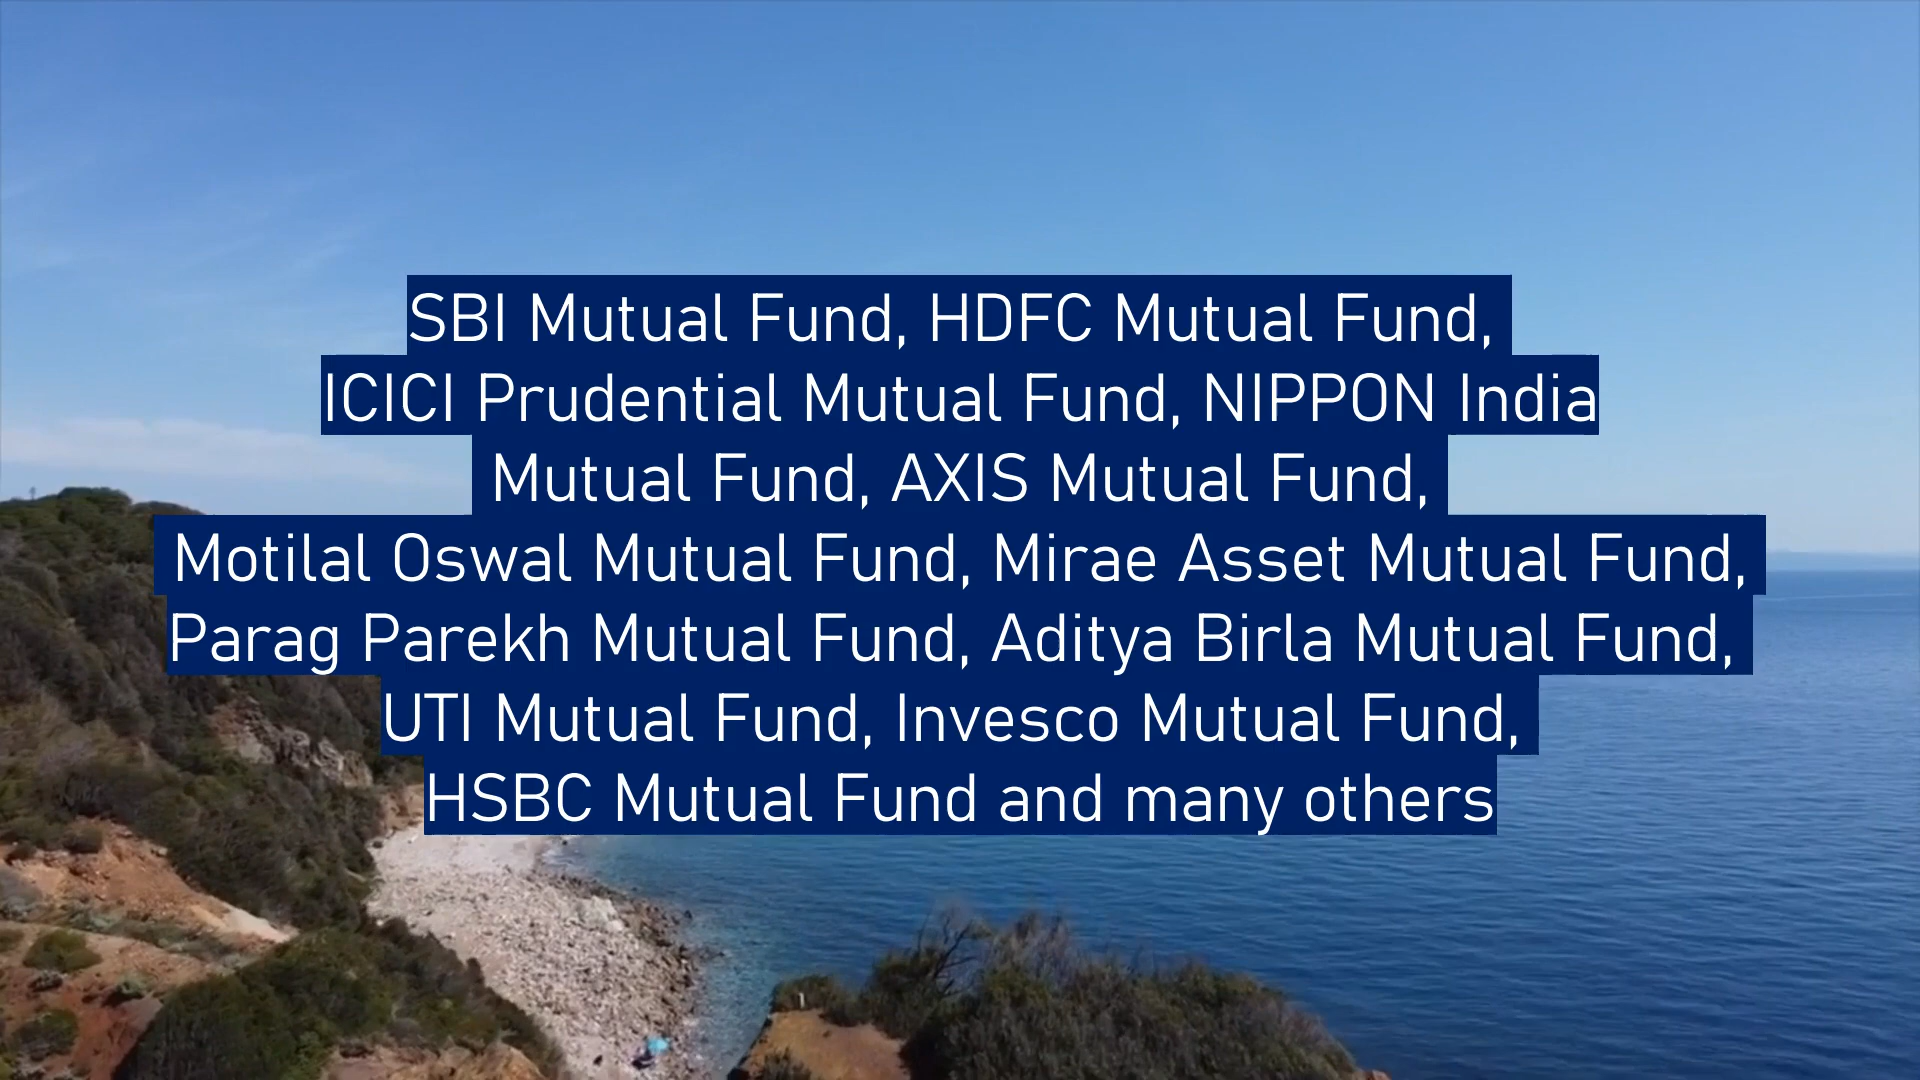 SBI Mutual Fund, HDFC Mutual Fund,
ICICI Prudential Mutual Fund, NIPPON India
Mutual Fund, AXIS Mutual Fund,
Motilal Oswal Mutual Fund, Mirae Asset Mutual Fund,
Parag Parekh Mutual Fund, Aditya Birla Mutual Fund,
UTI Mutual Fund, Invesco Mutual Fund,
HSBC Mutual Fund and many others